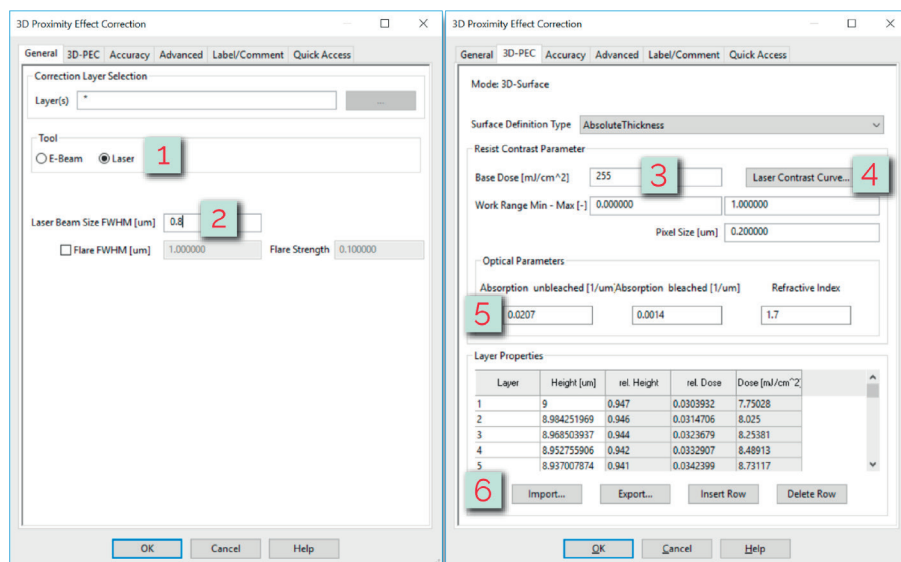 3D Proximity Effect Correction
General 3D-PEC Accuracy Advanced Label/Comment Quick Access
Correction Layer Selection
Layer(s) * ...
Tool
E-Beam Laser 1
Laser Beam Size FWHM [um] 0.8 2
Flare FWHM [um] 1.000000 Flare Strength 0.100000
OK Cancel Help
3D Proximity Effect Correction
General 3D-PEC Accuracy Advanced Label/Comment Quick Access
Mode: 3D-Surface
Surface Definition Type AbsoluteThickness
Resist Contrast Parameter
Base Dose [mJ/cm^2] 255 3 Laser Contrast Curve... 4
Work Range Min - Max [-] 0.000000 1.000000
Pixel Size [um] 0.200000
Optical Parameters
Absorption unbleached [1/um Absorption bleached [1/um] Refractive Index
5 0.0207 0.0014 1.7
Layer Properties
Layer Height [um] rel. Height rel. Dose Dose [mJ/cm^2]
1 9 0.947 0.0303932 7.75028
2 8.984251969 0.946 0.0314706 8.025
3 8.968503937 0.944 0.0323679 8.25381
4 8.952755906 0.942 0.0332907 8.48913
5 8.937007874 0.941 0.0342399 8.73117
6 Import... Export... Insert Row Delete Row
OK Cancel Help